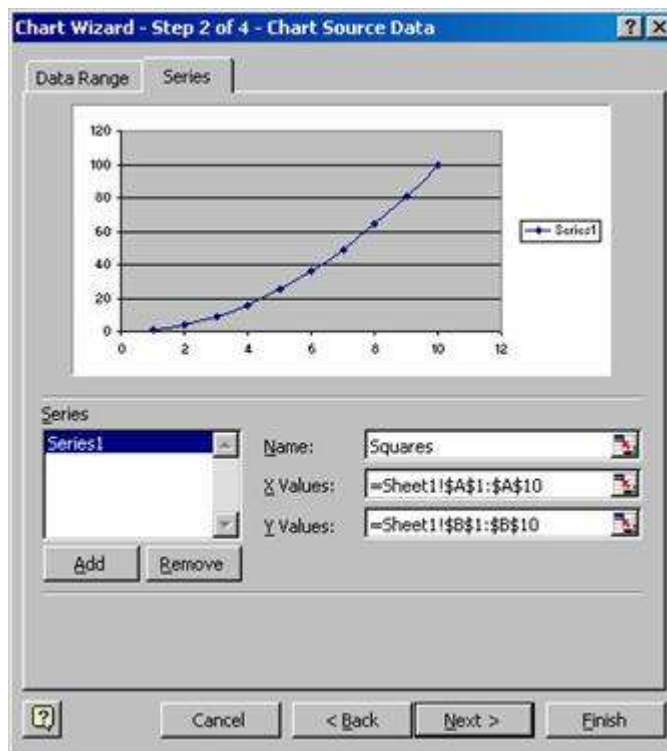 Chart Wizard - Step 2 of 4 - Chart Source Data
Data Range Series
120
100
80
60
40
20
0
0 2 4 6 8 10 12
Series1
Series
Series1
Name: Squares
X Values: =Sheet1!$A$1:$A$10
Y Values: =Sheet1!$B$1:$B$10
Add Remove
Cancel < Back Next > Finish